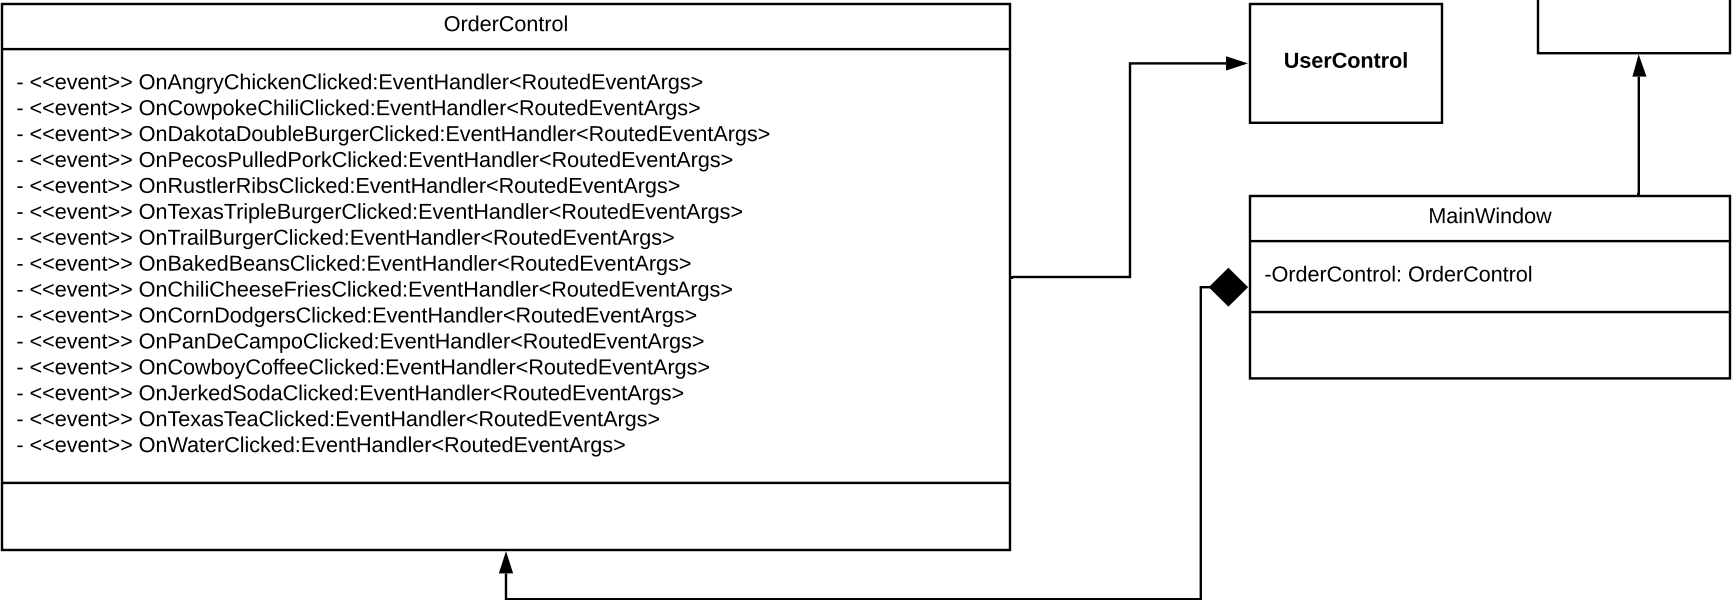 OrderControl
- <<event>> OnAngryChickenClicked:EventHandler<RoutedEventArgs>
- <<event>> OnCowpokeChiliClicked:EventHandler<RoutedEventArgs>
- <<event>> OnDakotaDoubleBurgerClicked:EventHandler<RoutedEventArgs>
- <<event>> OnPecosPulledPorkClicked:EventHandler<RoutedEventArgs>
- <<event>> OnRustlerRibsClicked:EventHandler<RoutedEventArgs>
- <<event>> OnTexasTripleBurgerClicked:EventHandler<RoutedEventArgs>
- <<event>> OnTrailBurgerClicked:EventHandler<RoutedEventArgs>
- <<event>> OnBakedBeansClicked:EventHandler<RoutedEventArgs>
- <<event>> OnChiliCheeseFriesClicked:EventHandler<RoutedEventArgs>
- <<event>> OnCornDodgersClicked:EventHandler<RoutedEventArgs>
- <<event>> OnPanDeCampoClicked:EventHandler<RoutedEventArgs>
- <<event>> OnCowboyCoffeeClicked:EventHandler<RoutedEventArgs>
- <<event>> OnJerkedSodaClicked:EventHandler<RoutedEventArgs>
- <<event>> OnTexasTeaClicked:EventHandler<RoutedEventArgs>
- <<event>> OnWaterClicked:EventHandler<RoutedEventArgs>
UserControl
MainWindow
-OrderControl: OrderControl